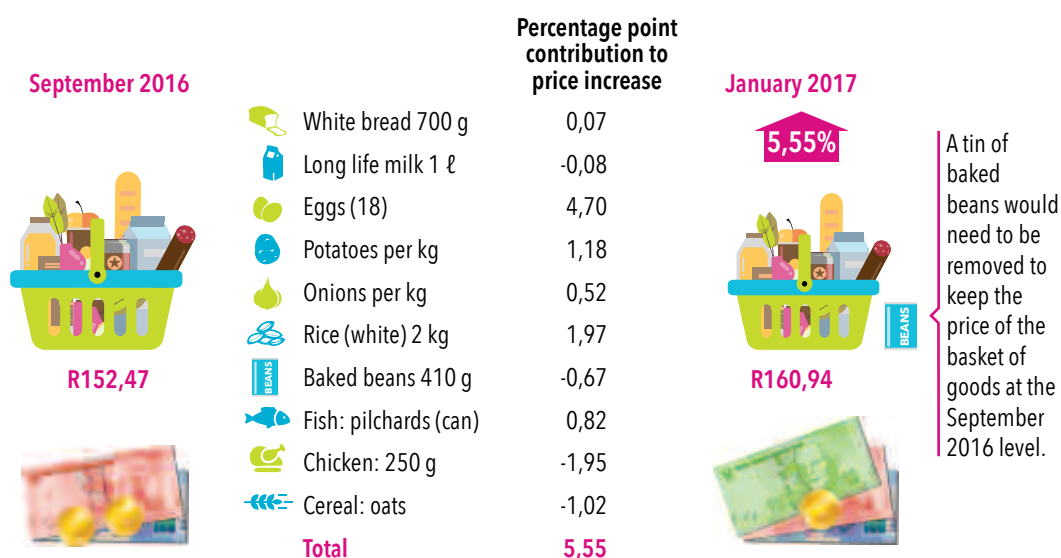 September 2016
R152,47
Percentage point
contribution to
price increase
White bread 700 g 0,07
Long life milk 1 ℓ -0,08
Eggs (18) 4,70
Potatoes per kg 1,18
Onions per kg 0,52
Rice (white) 2 kg 1,97
BEANS
Baked beans 410 g -0,67
Fish: pilchards (can) 0,82
Chicken: 250 g -1,95
Cereal: oats -1,02
Total 5,55
January 2017
5,55%
R160,94
BEANS
A tin of
baked
beans would
need to be
removed to
keep the
price of the
basket of
goods at the
September
2016 level.